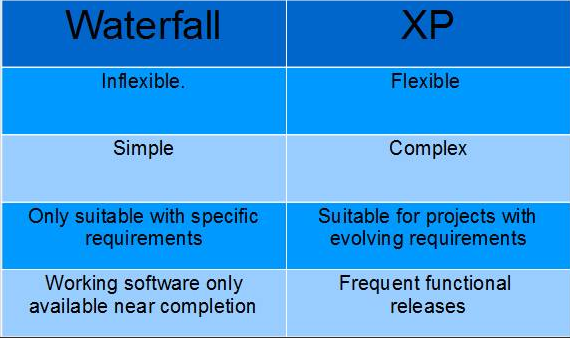 Waterfall
XP
Inflexible.
Flexible
Simple
Complex
Only suitable with specific
requirements
Suitable for projects with
evolving requirements
Working software only
available near completion
Frequent functional
releases